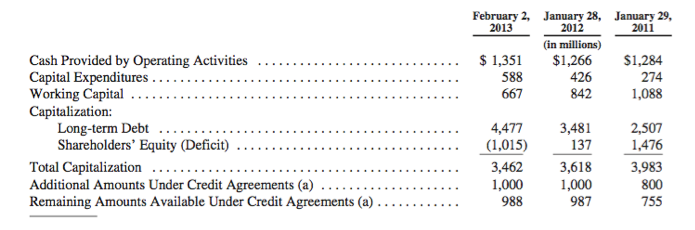 February 2, January 28, January 29,
2013 2012 2011
(in millions)
Cash Provided by Operating Activities .............................. $ 1,351 $1,266 $1,284
Capital Expenditures ............................................. 588 426 274
Working Capital ................................................ 667 842 1,088
Capitalization:
Long-term Debt ............................................ 4,477 3,481 2,507
Shareholders' Equity (Deficit) ................................. (1,015) 137 1,476
Total Capitalization ............................................. 3,462 3,618 3,983
Additional Amounts Under Credit Agreements (a) ..................... 1,000 1,000 800
Remaining Amounts Available Under Credit Agreements (a) ............ 988 987 755